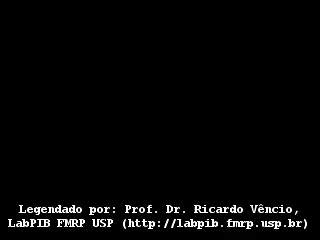 Legendado por: Prof. Dr. Ricardo Vêncio,
LabPIB FMRP USP (http://labpib.fmrp.usp.br)